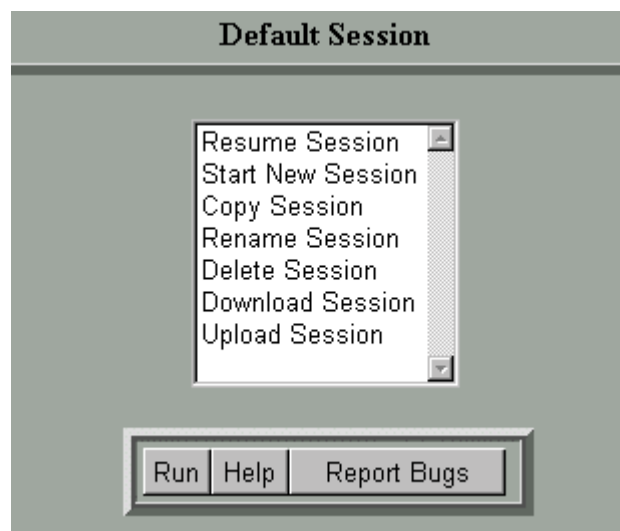 Default Session
Resume Session
Start New Session
Copy Session
Rename Session
Delete Session
Download Session
Upload Session
Run Help Report Bugs